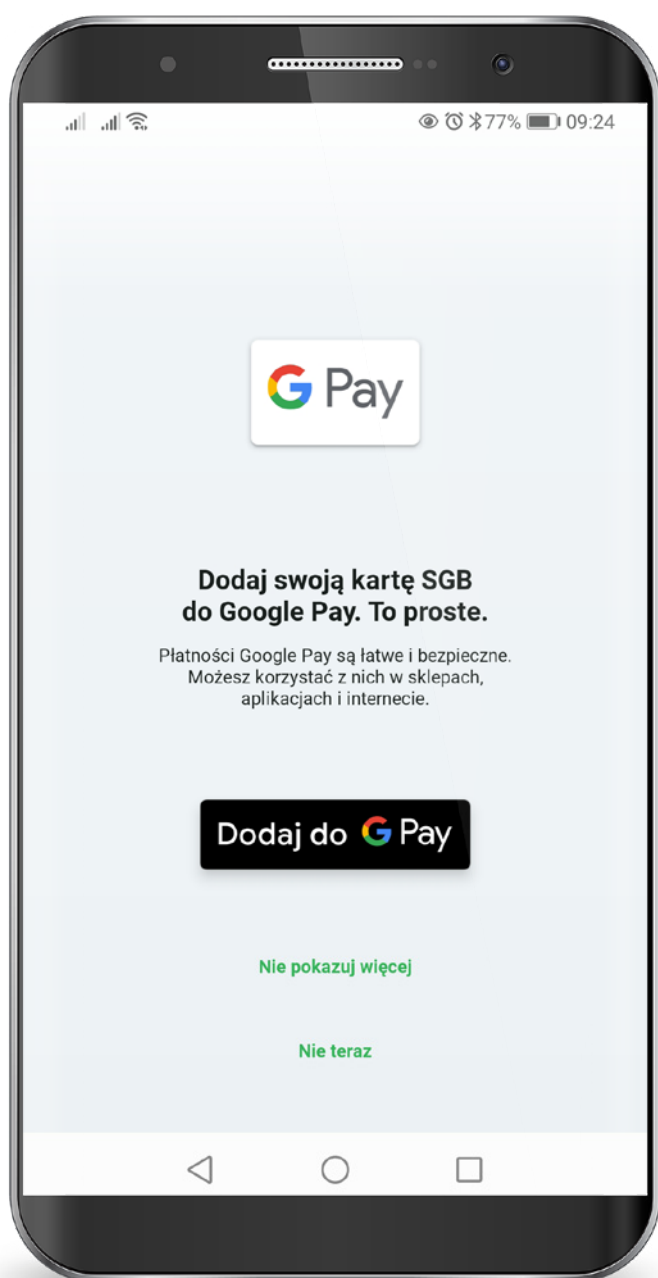 77% 09:24
G Pay
Dodaj swoją kartę SGB
do Google Pay. To proste.
Płatności Google Pay są łatwe i bezpieczne.
Możesz korzystać z nich w sklepach,
aplikacjach i internecie.
Dodaj do G Pay
Nie pokazuj więcej
Nie teraz